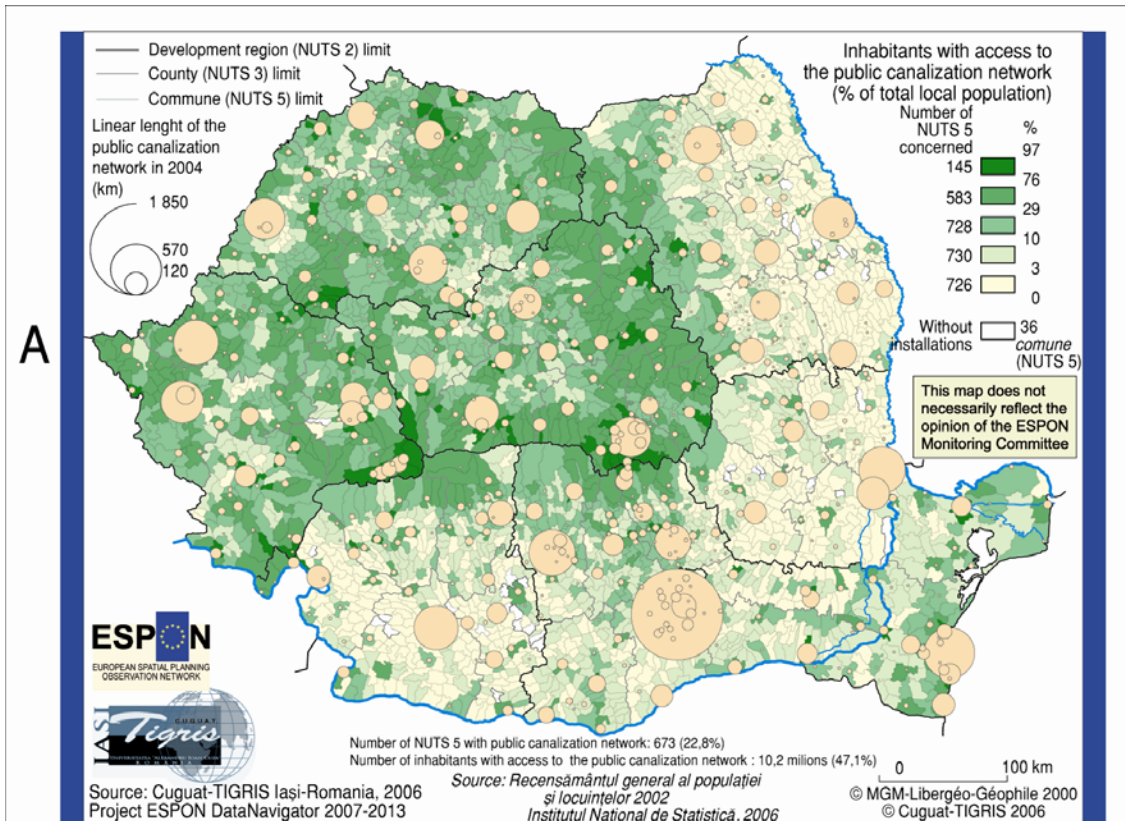 A
Development region (NUTS 2) limit
County (NUTS 3) limit
Commune (NUTS 5) limit
Linear lenght of the
public canalization
network in 2004
(km)
1 850
570
120
Inhabitants with access to
the public canalization network
(% of total local population)
Number of
NUTS 5
concerned
%
97
145
76
583
29
728
10
730
3
726
0
Without
installations
36
comune
(NUTS 5)
This map does not
necessarily reflect the
opinion of the ESPON
Monitoring Committee
ESPON
EUROPEAN SPATIAL PLANNING
OBSERVATION NETWORK
C.U.G.U.A.T.
Tigris
IASI
ROMANIA
Number of NUTS 5 with public canalization network: 673 (22,8%)
Number of inhabitants with access to the public canalization network : 10,2 milions (47,1%)
Source: Recensământul general al populației
și locuințelor 2002
Institutul National de Statistică, 2006
Source: Cuguat-TIGRIS Iași-Romania, 2006
Project ESPON DataNavigator 2007-2013
0 100 km
© MGM-Libergéo-Géophile 2000
© Cuguat-TIGRIS 2006